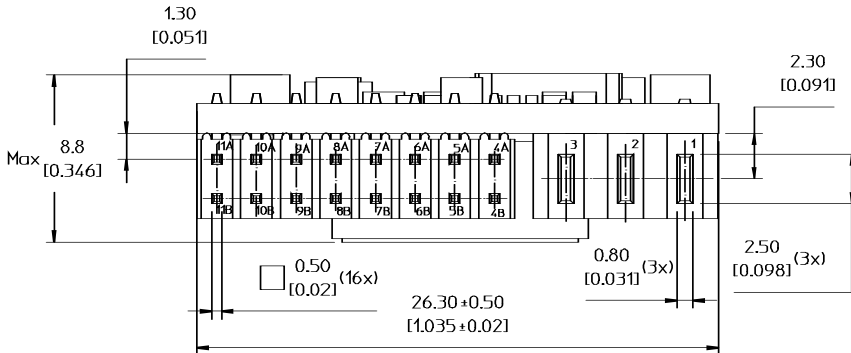 1.30
[0.051]
2.30
[0.091]
Max 8.8
[0.346]
11A 10A 9A 8A 7A 6A 5A 4A 3 2 1
11B 10B 9B 8B 7B 6B 5B 4B
0.50 (16x)
[0.02]
0.80 (3x)
[0.031]
2.50 (3x)
[0.098]
26.30 ±0.50
[1.035 ±0.02]